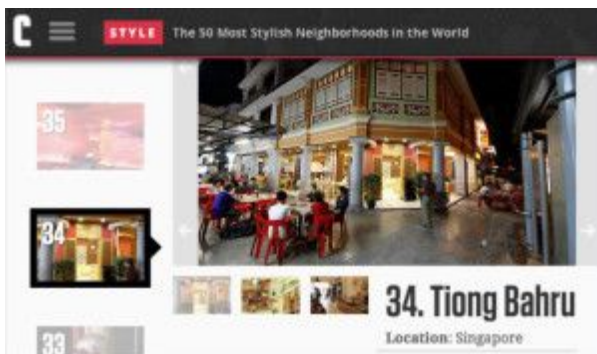 C STYLE The 50 Most Stylish Neighborhoods in the World
35
34
33
34. Tiong Bahru
Location: Singapore